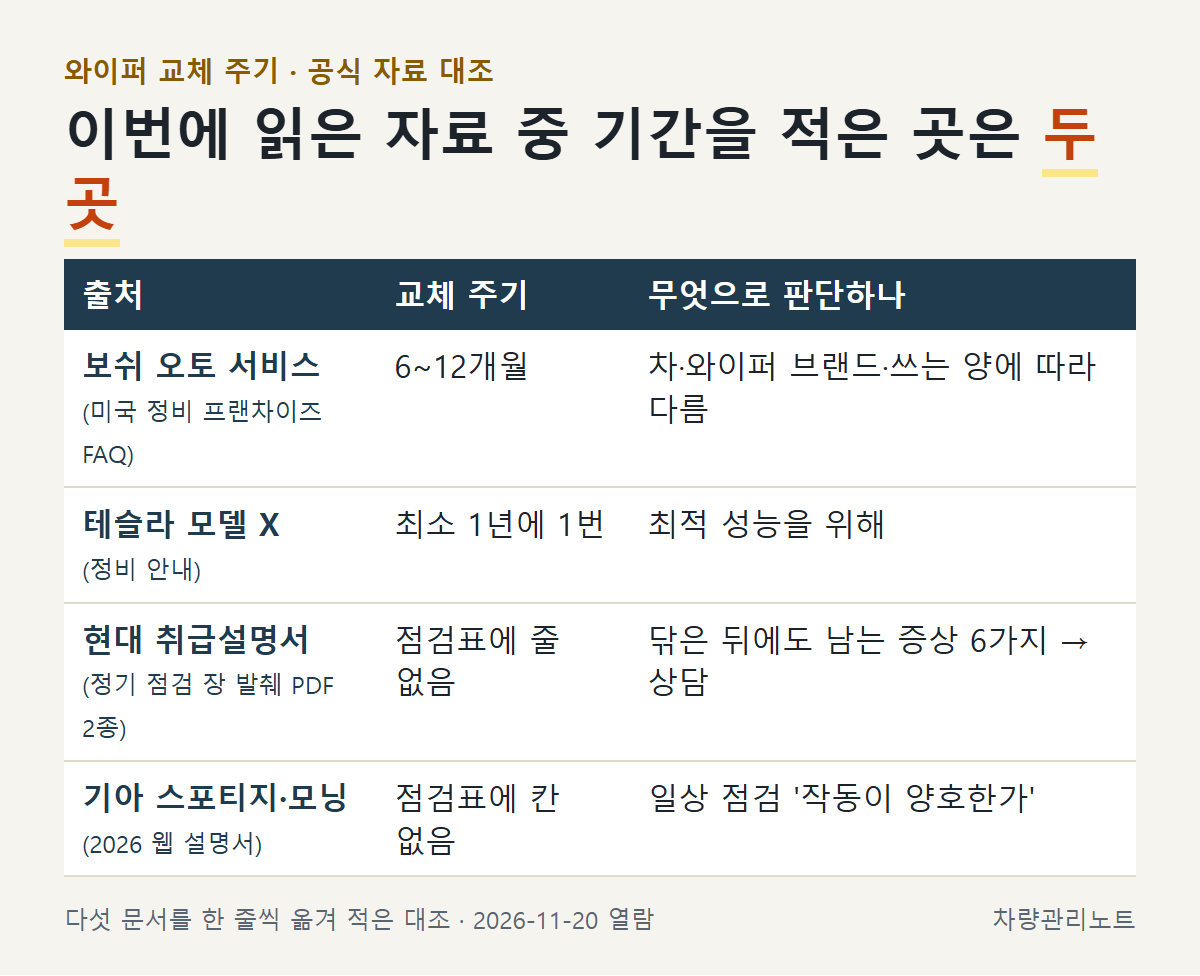 와이퍼 교체 주기 · 공식 자료 대조
이번에 읽은 자료 중 기간을 적은 곳은 두
곳
출처 교체 주기 무엇으로 판단하나
보쉬 오토 서비스 6~12개월 차·와이퍼 브랜드·쓰는 양에 따라
다름
(미국 정비 프랜차이즈
FAQ)
테슬라 모델 X 최소 1년에 1번 최적 성능을 위해
(정비 안내)
현대 취급설명서 점검표에 줄 닦은 뒤에도 남는 증상 6가지 →
없음 상담
(정기 점검 장 발췌 PDF
2종)
기아 스포티지·모닝 점검표에 칸 일상 점검 '작동이 양호한가'
없음
(2026 웹 설명서)
다섯 문서를 한 줄씩 옮겨 적은 대조 · 2026-11-20 열람 차량관리노트